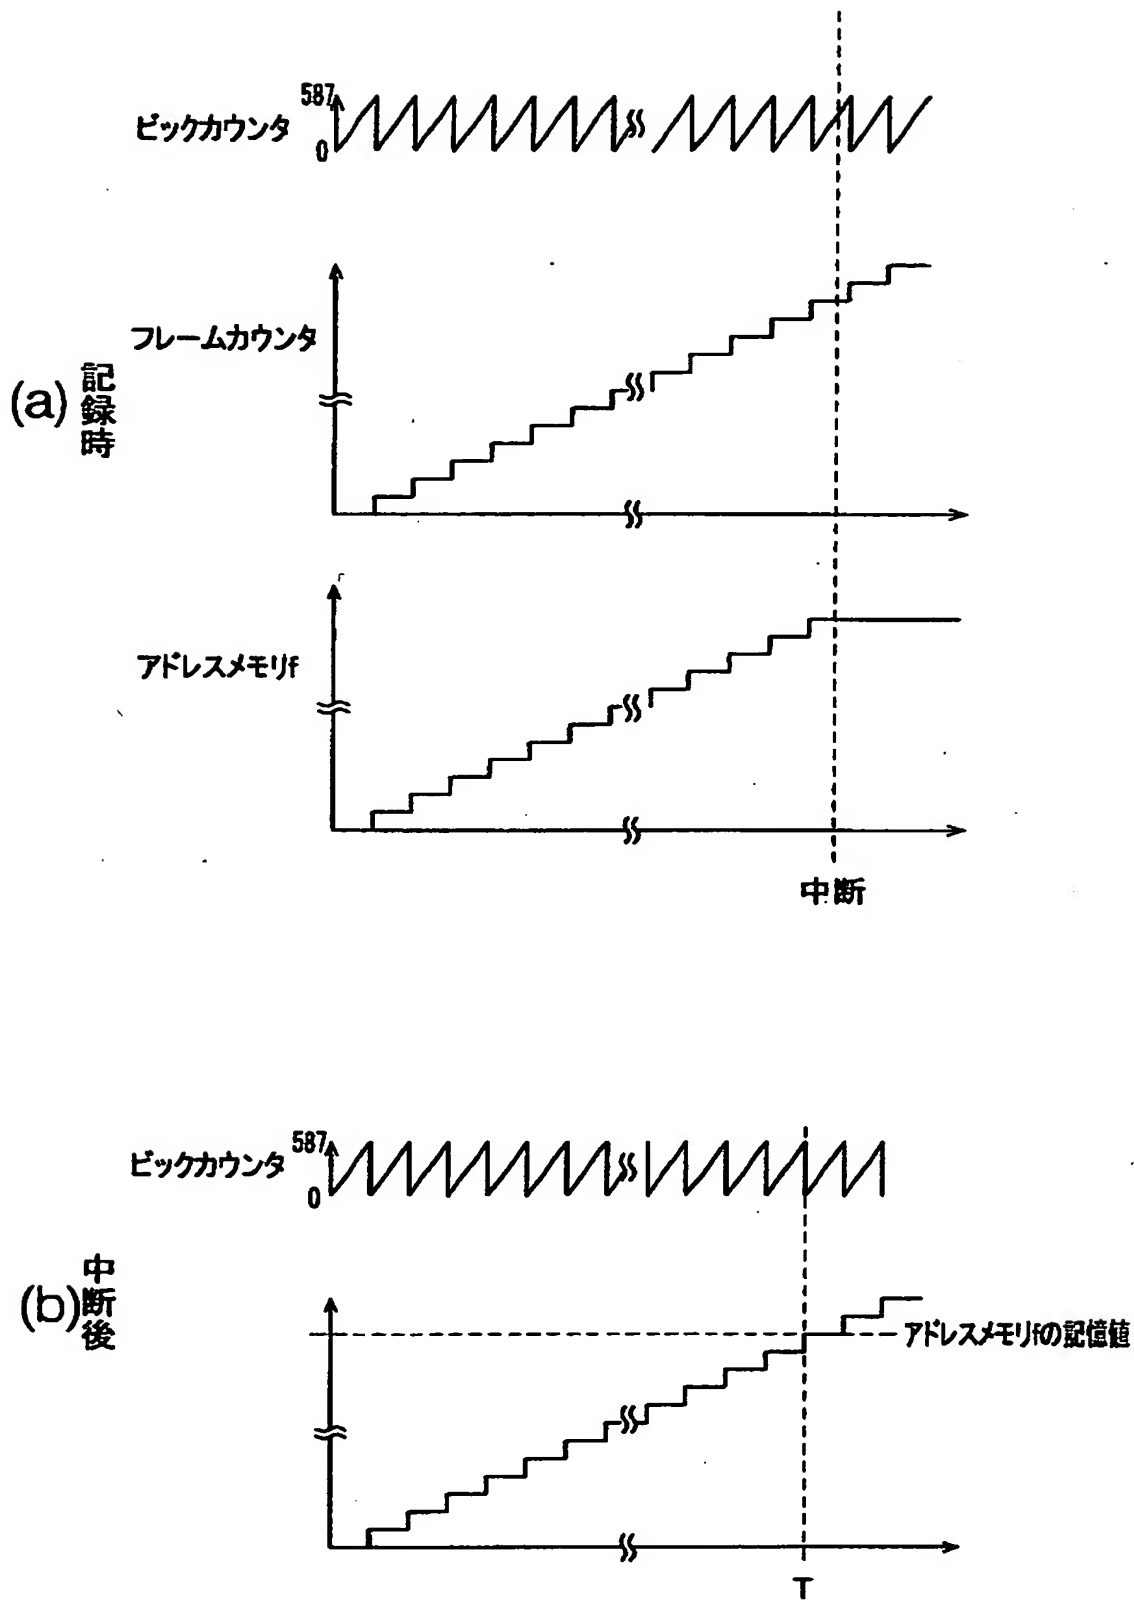 587
ビックカウンタ
0
フレームカウンタ
(a) 記録時
アドレスメモリf
中断
587
ビックカウンタ
0
(b) 中断後
アドレスメモリfの記憶値
T